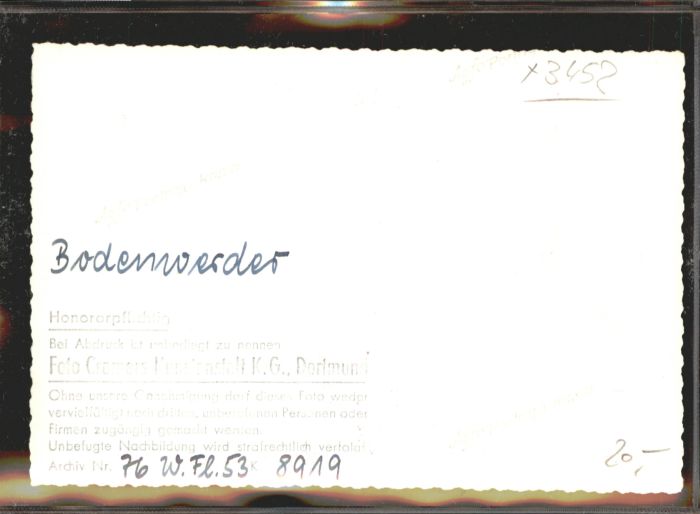 x 3452
Bodenwerder
Honorarpflichtig
Bei Abdruck ist unbedingt zu nennen
Foto Cramers Kunstanstalt K.G., Dortmund
Ohne unsere Genehmigung darf dieses Foto weder
vervielfältigt noch dritten, unberufenen Personen oder
Firmen zugängig gemacht werden.
Unbefugte Nachbildung wird strafrechtlich verfolgt.
Archiv Nr. 76 W.Fl.53 K 8919
20,-